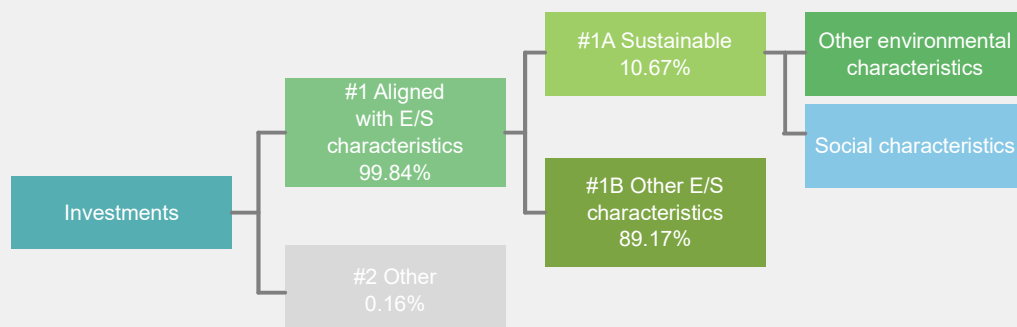 Investments
#1 Aligned
with E/S
characteristics
99.84%
#2 Other
0.16%
#1A Sustainable
10.67%
#1B Other E/S
characteristics
89.17%
Other environmental
characteristics
Social characteristics